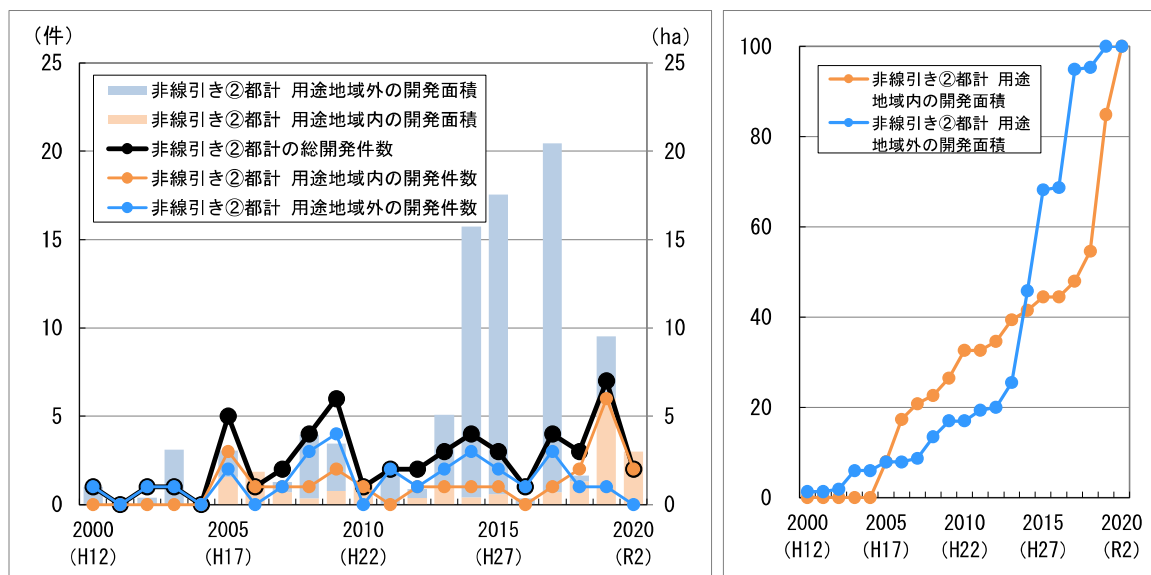 (件)
(ha)
25
20
15
10
5
0
25
20
15
10
5
0
非線引き②都計 用途地域外の開発面積
非線引き②都計 用途地域内の開発面積
非線引き②都計の総開発件数
非線引き②都計 用途地域内の開発件数
非線引き②都計 用途地域外の開発件数
2000 2005 2010 2015 2020
(H12) (H17) (H22) (H27) (R2)
100
80
60
40
20
0
非線引き②都計 用途
地域内の開発面積
非線引き②都計 用途
地域外の開発面積
2000 2005 2010 2015 2020
(H12) (H17) (H22) (H27) (R2)